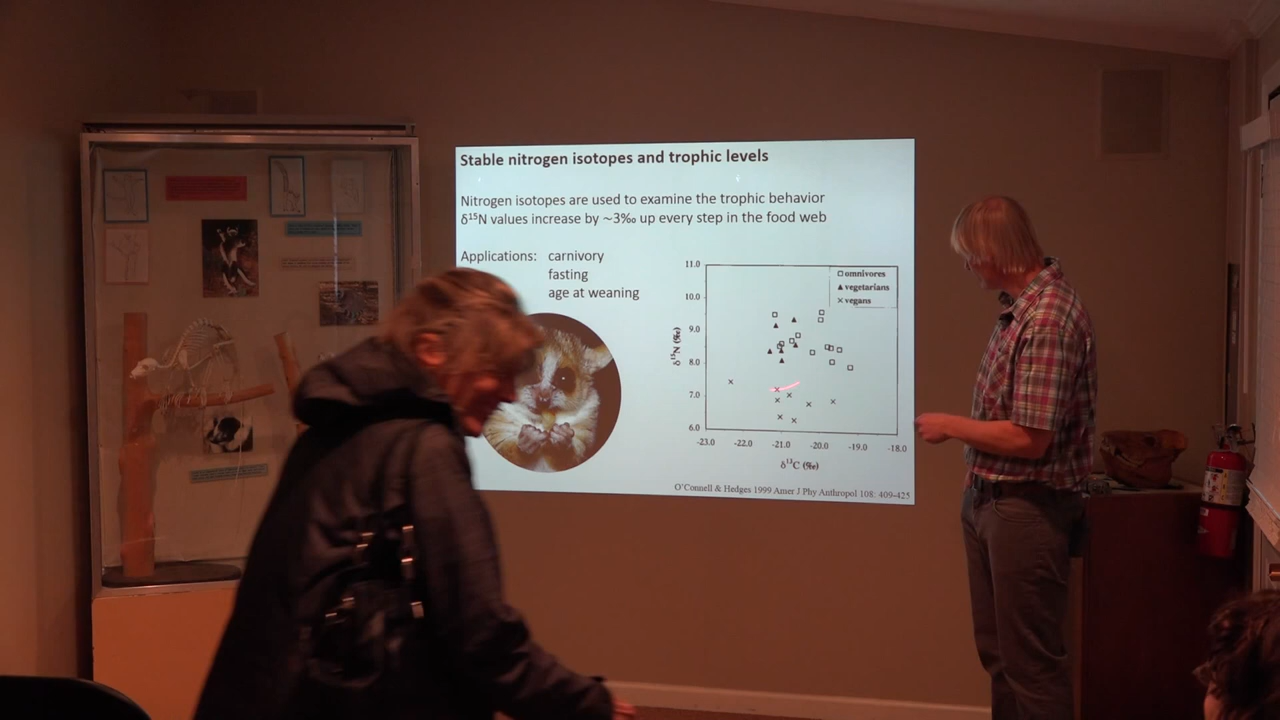 Stable nitrogen isotopes and trophic levels
Nitrogen isotopes are used to examine the trophic behavior
δ¹⁵N values increase by ~3‰ up every step in the food web
Applications: carnivory
fasting
age at weaning
11.0
10.0
9.0
8.0
7.0
6.0
δ¹⁵N (‰)
omnivores
vegetarians
vegans
-23.0 -22.0 -21.0 -20.0 -19.0 -18.0
δ¹³C (‰)
O'Connell & Hedges 1999 Amer J Phy Anthropol 108: 409-425